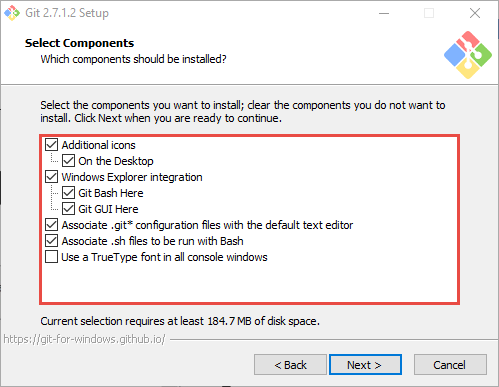 Git 2.7.1.2 Setup
Select Components
Which components should be installed?
Select the components you want to install; clear the components you do not want to
install. Click Next when you are ready to continue.
Additional icons
On the Desktop
Windows Explorer integration
Git Bash Here
Git GUI Here
Associate .git* configuration files with the default text editor
Associate .sh files to be run with Bash
Use a TrueType font in all console windows
Current selection requires at least 184.7 MB of disk space.
https://git-for-windows.github.io/
< Back
Next >
Cancel